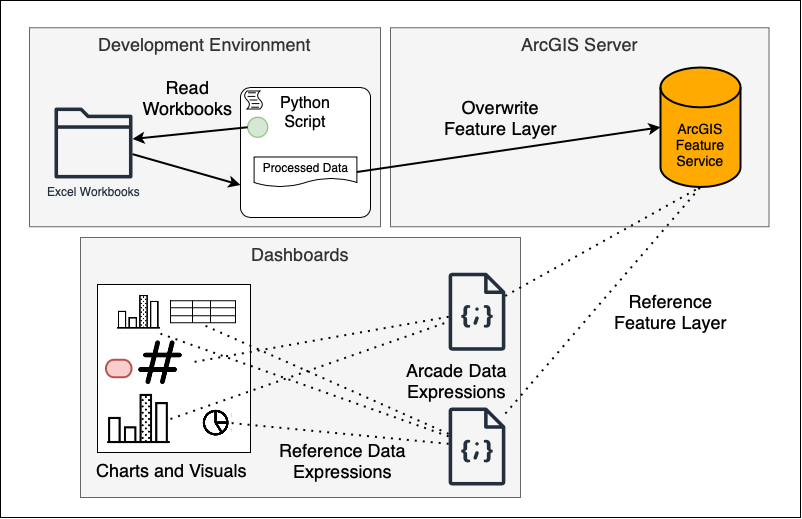 Development Environment
ArcGIS Server
Read
Workbooks
Python
Script
Processed Data
Excel Workbooks
Overwrite
Feature Layer
ArcGIS
Feature
Service
Dashboards
#
{;}
Arcade Data
Expressions
{;}
Reference Data
Expressions
Charts and Visuals
Reference
Feature Layer